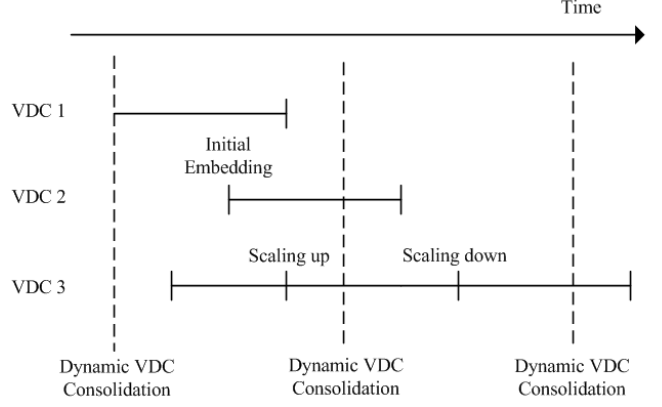 Time
VDC 1
Initial
Embedding
VDC 2
Scaling up
Scaling down
VDC 3
Dynamic VDC
Consolidation
Dynamic VDC
Consolidation
Dynamic VDC
Consolidation